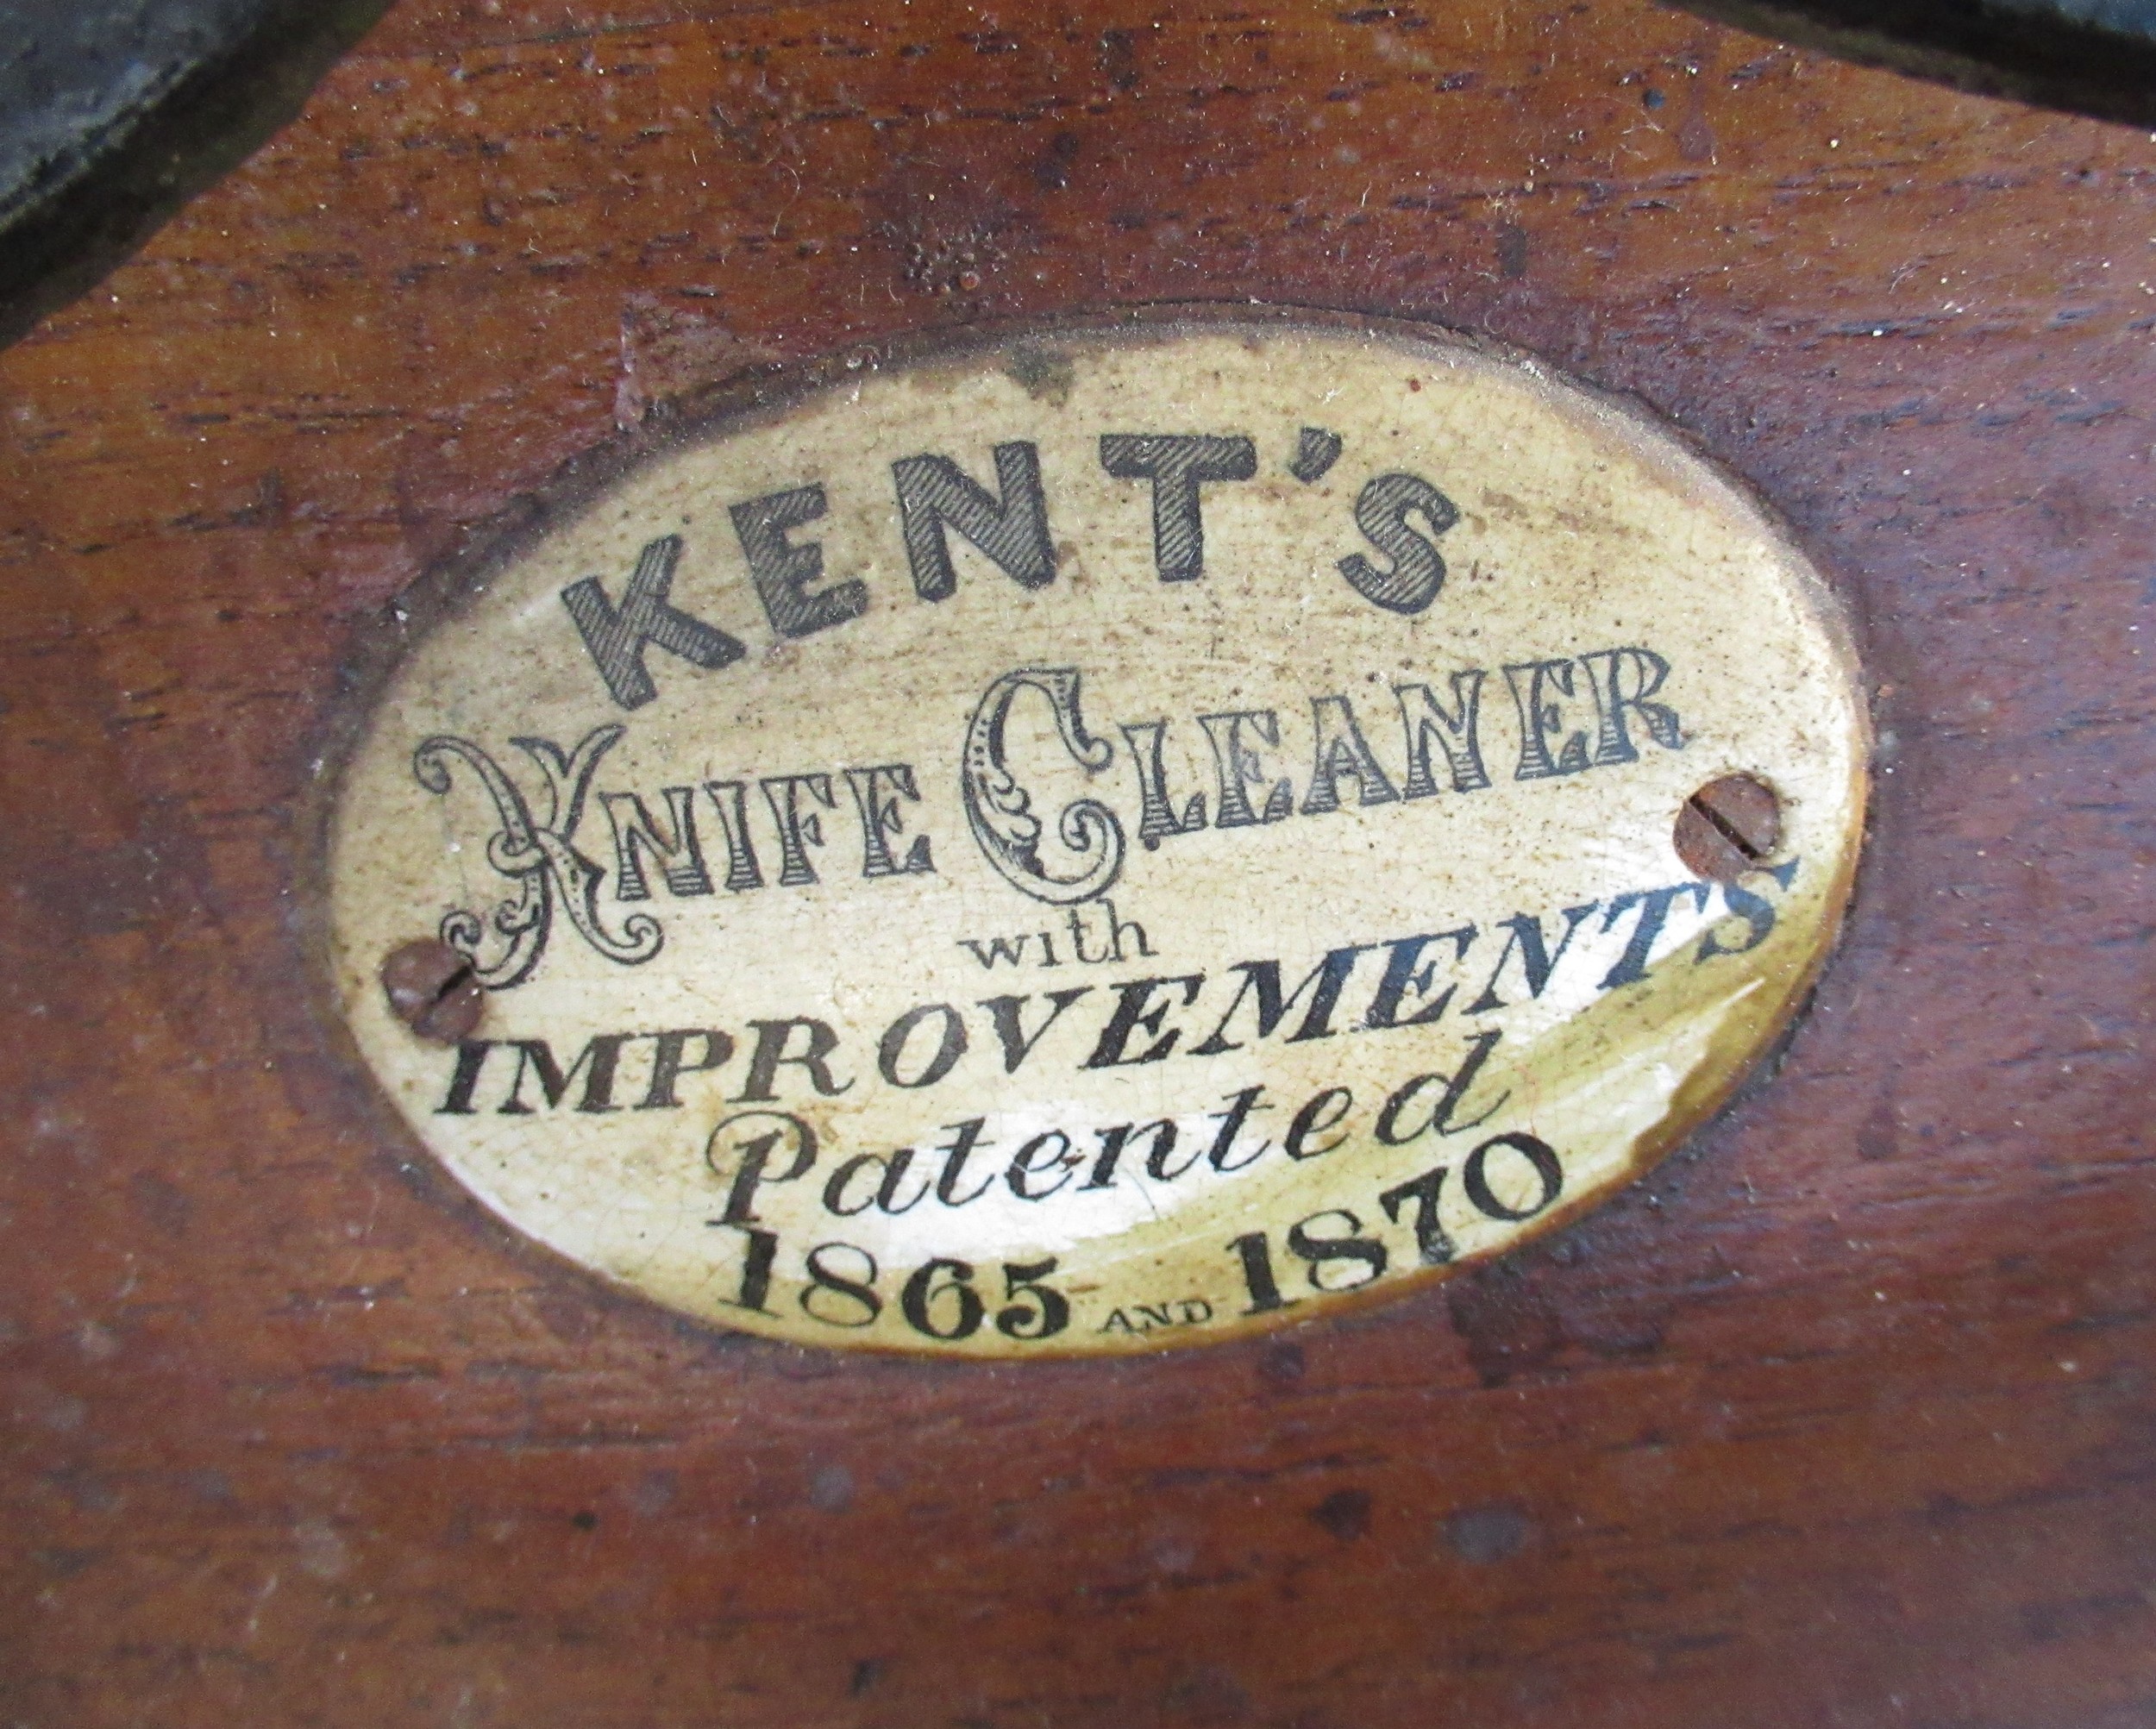 KENT'S
KNIFE CLEANER
with
IMPROVEMENTS
Patented
1865 AND 1870